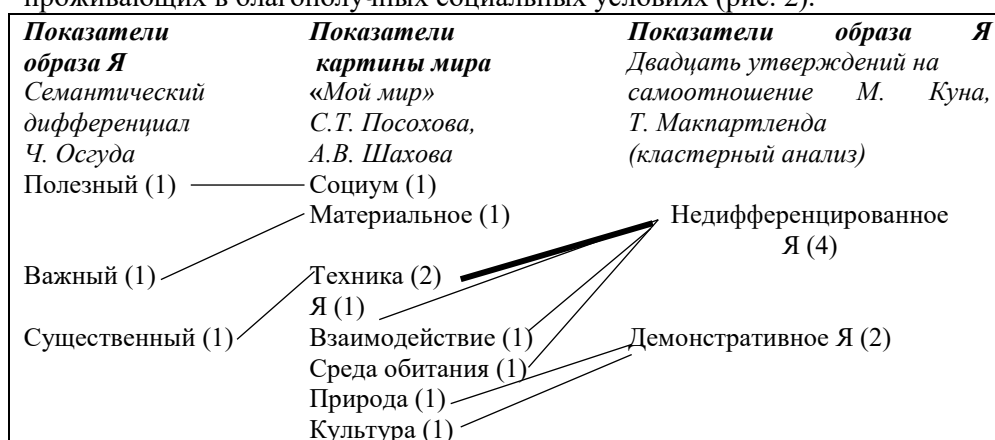 проживающих в благополучных социальных условиях (рис. 2).
Показатели образа Я
Семантический дифференциал
Ч. Осгуда
Показатели картины мира
«Мой мир»
С.Т. Посохова,
А.В. Шахова
Показатели образа Я
Двадцать утверждений на
самоотношение М. Куна,
Т. Макпартленда
(кластерный анализ)
Полезный (1) Социум (1)
Материальное (1) Недифференцированное
Я (4)
Важный (1) Техника (2)
Я (1)
Существенный (1) Взаимодействие (1) Демонстративное Я (2)
Среда обитания (1)
Природа (1)
Культура (1)